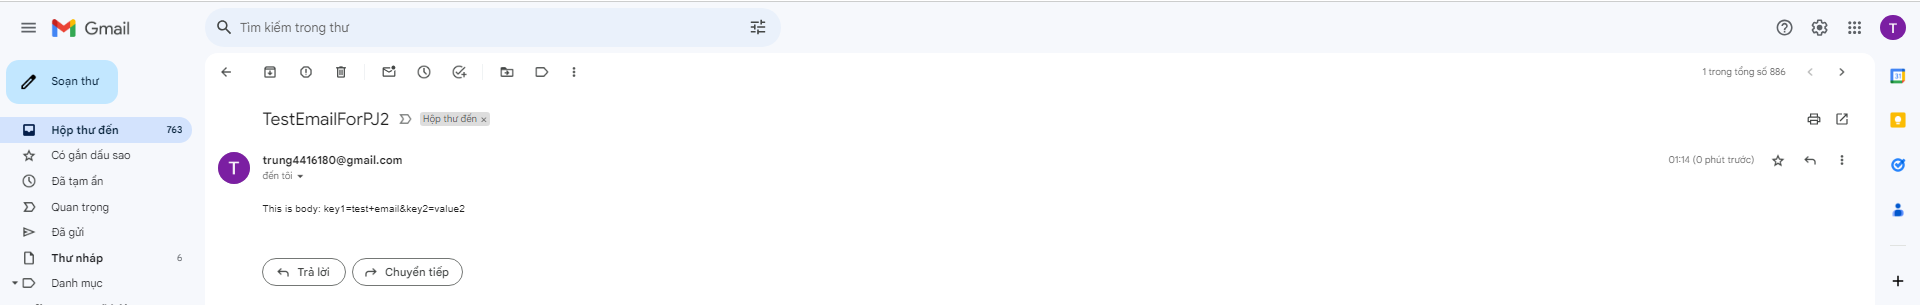 Gmail
Tìm kiếm trong thư
T
Soạn thư
1 trong tổng số 886
31
TestEmailForPJ2
Hộp thư đến ×
Hộp thư đến 763
Có gắn dấu sao
Đã tạm ẩn
Quan trọng
Đã gửi
Thư nháp 6
Danh mục
T
trung4416180@gmail.com
01:14 (0 phút trước)
đến tôi
This is body: key1=test+email&key2=value2
Trả lời
Chuyển tiếp